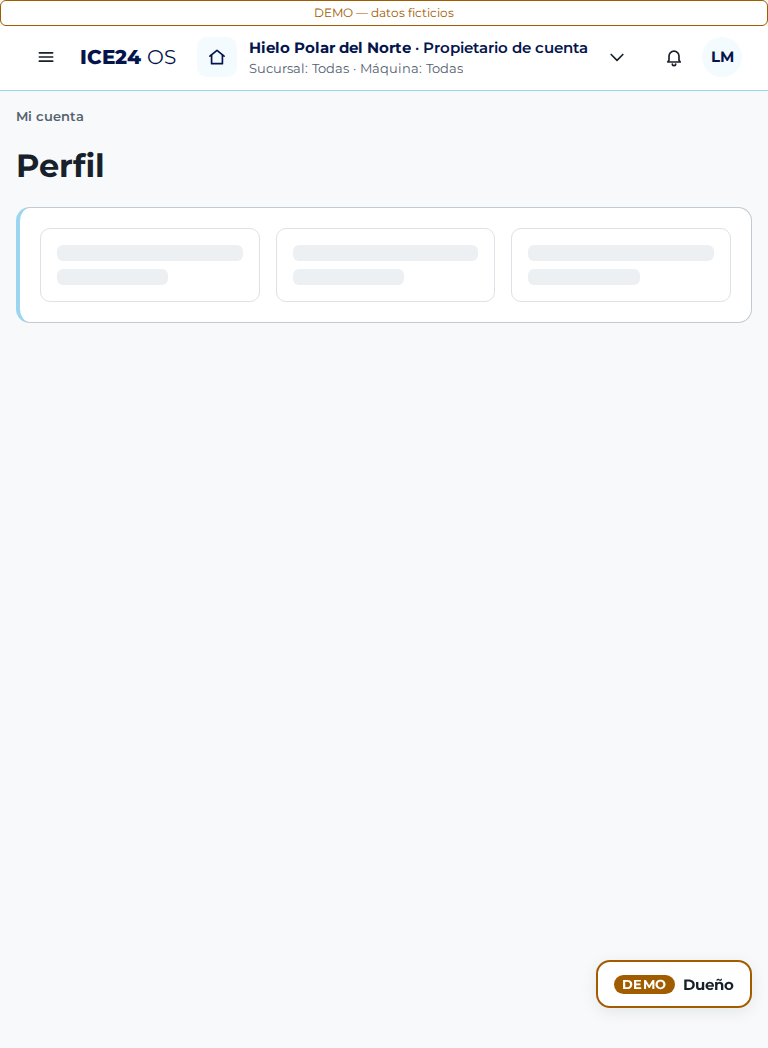 DEMO — datos ficticios
ICE24 OS
Hielo Polar del Norte · Propietario de cuenta
Sucursal: Todas · Máquina: Todas
LM
Mi cuenta
Perfil
DEMO Dueño